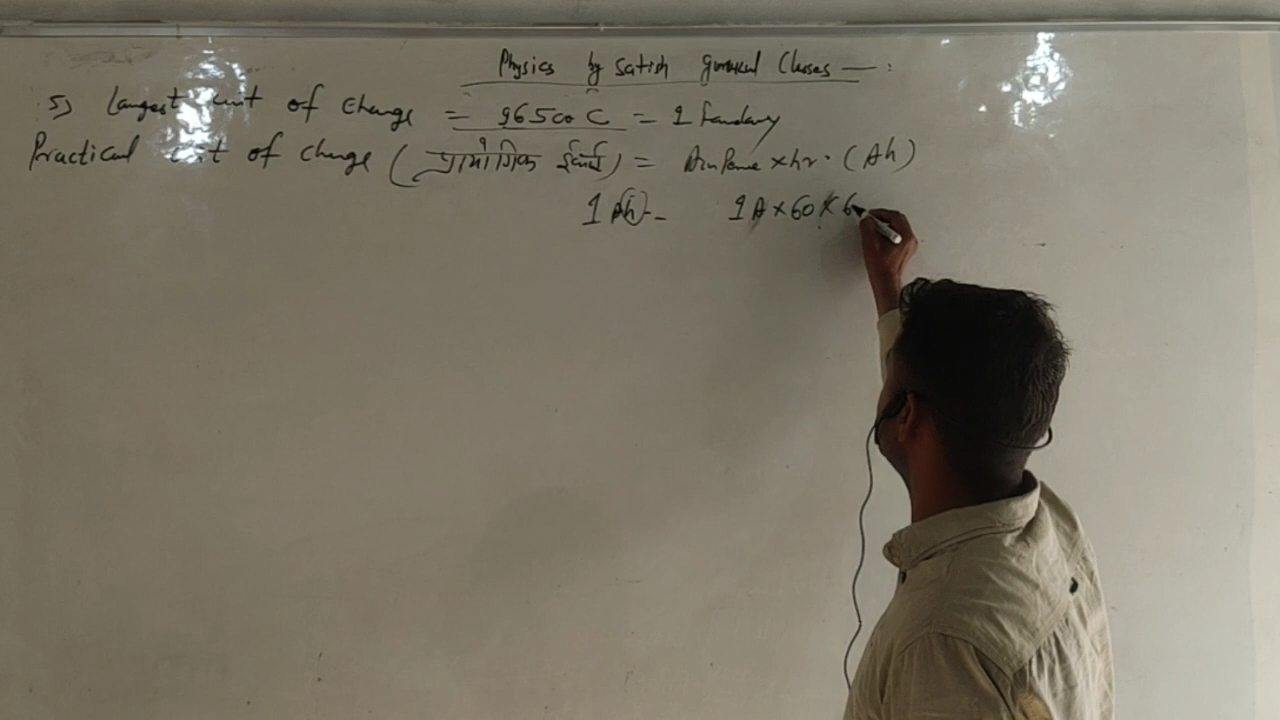 Physics by Satish Gurukul Classes — :
5) Largest unit of charge = 96500 C = 1 Faraday
Practical unit of charge (प्रायोगिक ईकाई) = Ampere × hr. (Ah)
1 Ah = 1A × 60 × 6